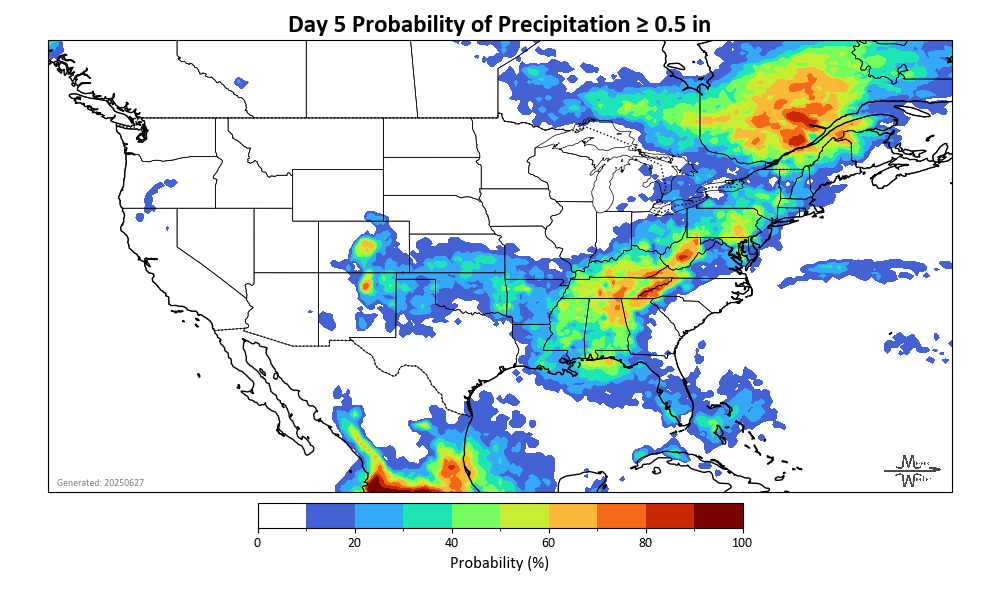 Day 5 Probability of Precipitation ≥ 0.5 in
Generated: 20250627
0 20 40 60 80 100
Probability (%)